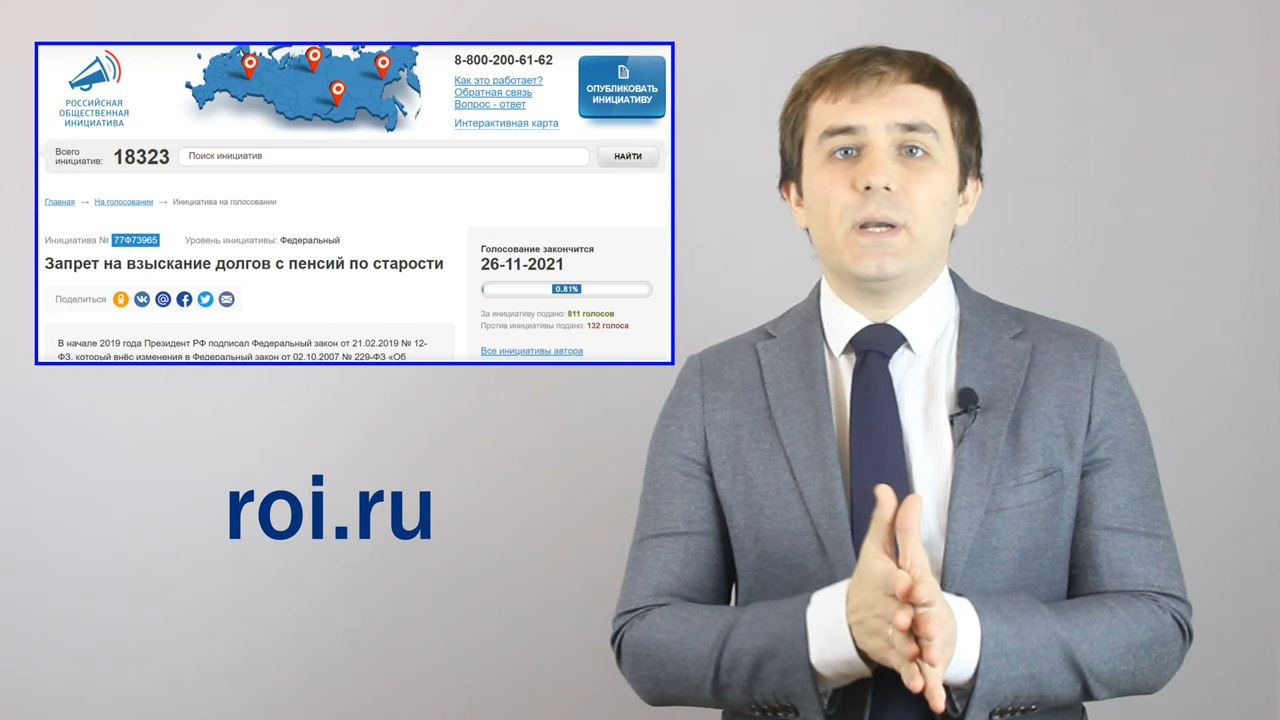 РОССИЙСКАЯ
ОБЩЕСТВЕННАЯ
ИНИЦИАТИВА
8-800-200-61-62
Как это работает?
Обратная связь
Вопрос - ответ
Интерактивная карта
ОПУБЛИКОВАТЬ
ИНИЦИАТИВУ
Всего
инициатив:
18323
Поиск инициатив
НАЙТИ
Главная → На голосовании → Инициатива на голосовании
Инициатива № 77Ф73965 Уровень инициативы: Федеральный
Запрет на взыскание долгов с пенсий по старости
Поделиться
В начале 2019 года Президент РФ подписал Федеральный закон от 21.02.2019 № 12-
ФЗ, который внёс изменения в Федеральный закон от 02.10.2007 № 229-ФЗ «Об
Голосование закончится
26-11-2021
0.81%
За инициативу подано: 811 голосов
Против инициативы подано: 132 голоса
Все инициативы автора
roi.ru